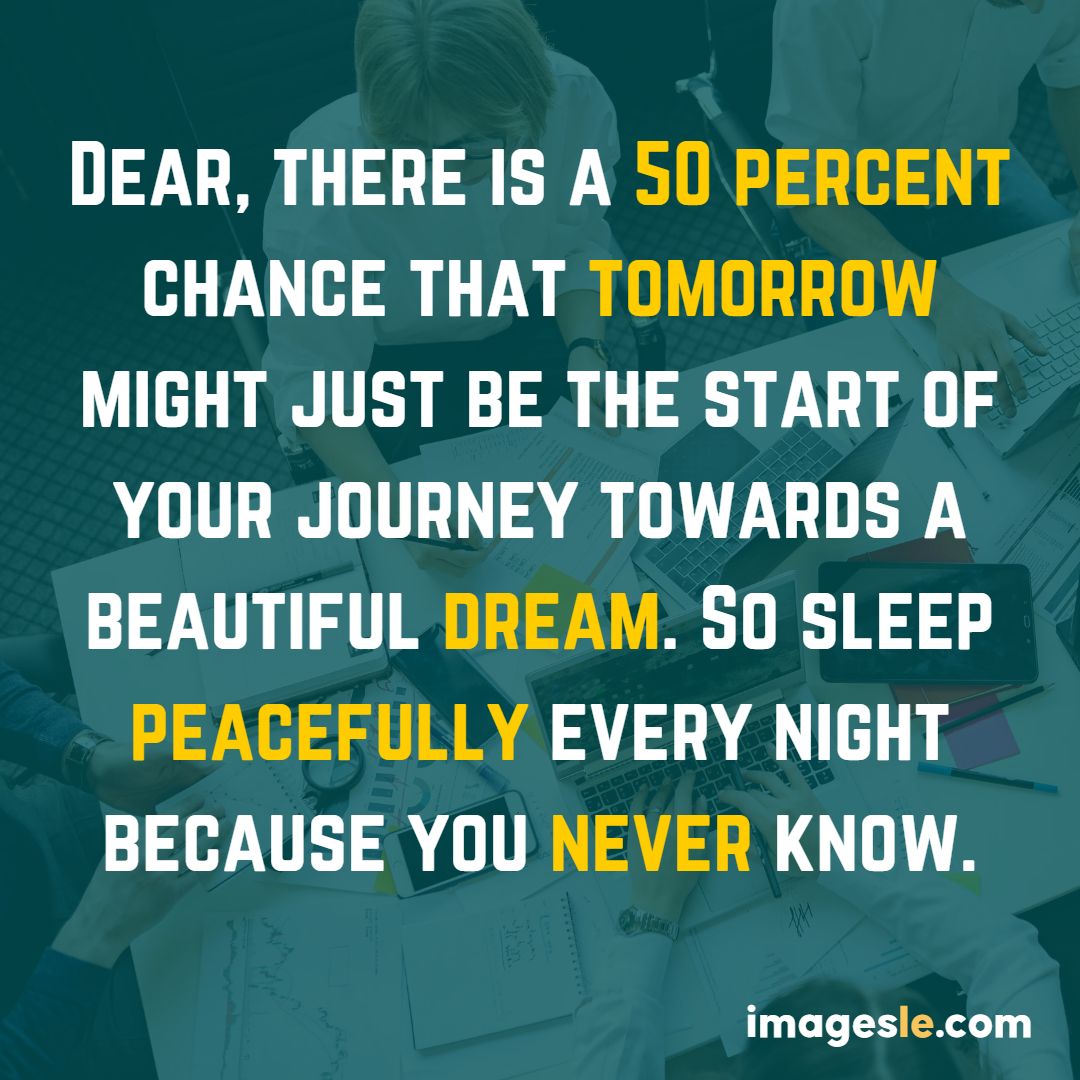 Dear, there is a 50 percent
chance that tomorrow
might just be the start of
your journey towards a
beautiful dream. So sleep
peacefully every night
because you never know.
imagesle.com